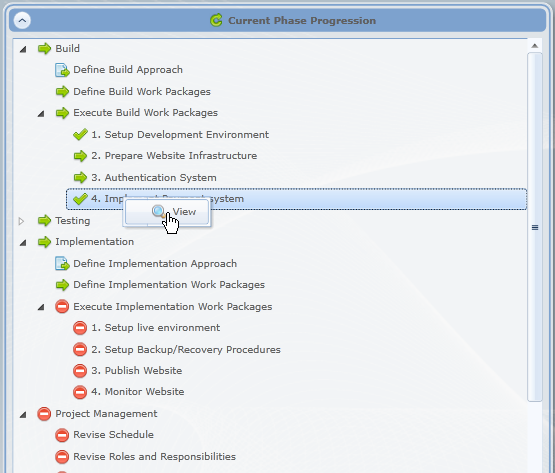 Current Phase Progression
Build
Define Build Approach
Define Build Work Packages
Execute Build Work Packages
1. Setup Development Environment
2. Prepare Website Infrastructure
3. Authentication System
4. system
View
Testing
Implementation
Define Implementation Approach
Define Implementation Work Packages
Execute Implementation Work Packages
1. Setup live environment
2. Setup Backup/Recovery Procedures
3. Publish Website
4. Monitor Website
Project Management
Revise Schedule
Revise Roles and Responsibilities